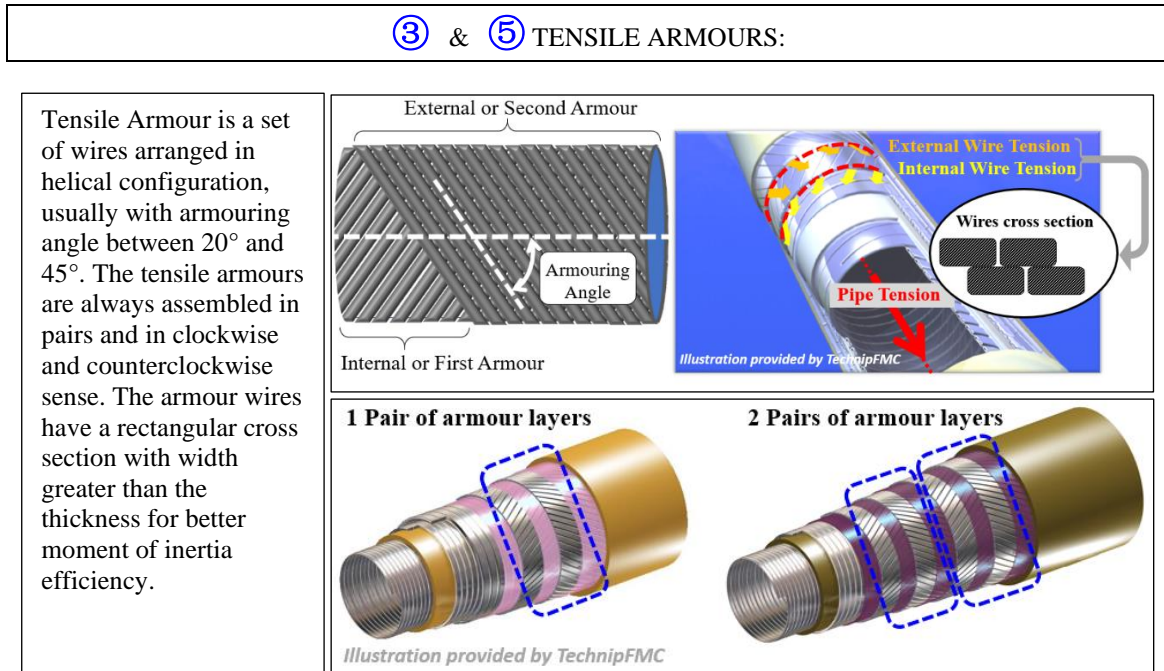 ③ & ⑤ TENSILE ARMOURS:
Tensile Armour is a set
of wires arranged in
helical configuration,
usually with armouring
angle between 20° and
45°. The tensile armours
are always assembled in
pairs and in clockwise
and counterclockwise
sense. The armour wires
have a rectangular cross
section with width
greater than the
thickness for better
moment of inertia
efficiency.
External or Second Armour
Armouring
Angle
Internal or First Armour
External Wire Tension
Internal Wire Tension
Wires cross section
Pipe Tension
Illustration provided by TechnipFMC
1 Pair of armour layers
2 Pairs of armour layers
Illustration provided by TechnipFMC